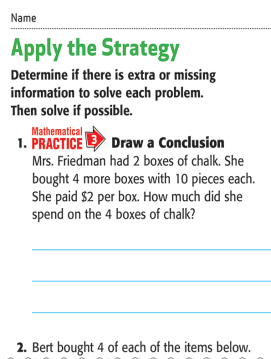 Name
Apply the Strategy
Determine if there is extra or missing
information to solve each problem.
Then solve if possible.
Mathematical
1. PRACTICE 3 Draw a Conclusion
Mrs. Friedman had 2 boxes of chalk. She
bought 4 more boxes with 10 pieces each.
She paid $2 per box. How much did she
spend on the 4 boxes of chalk?
2. Bert bought 4 of each of the items below.